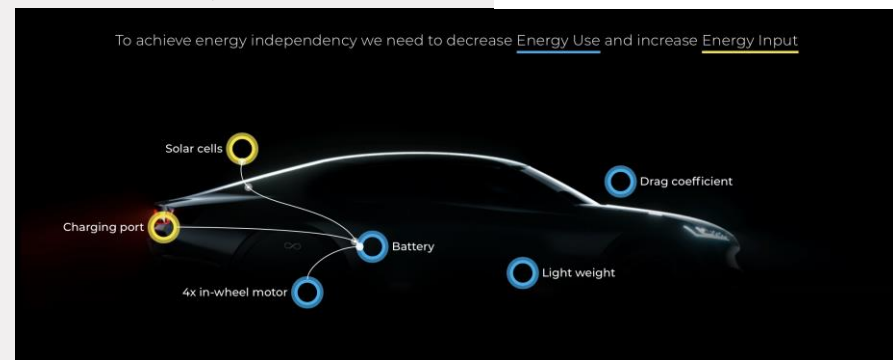 To achieve energy independency we need to decrease Energy Use and increase Energy Input
Solar cells
Drag coefficient
Charging port
Battery
Light weight
4x in-wheel motor